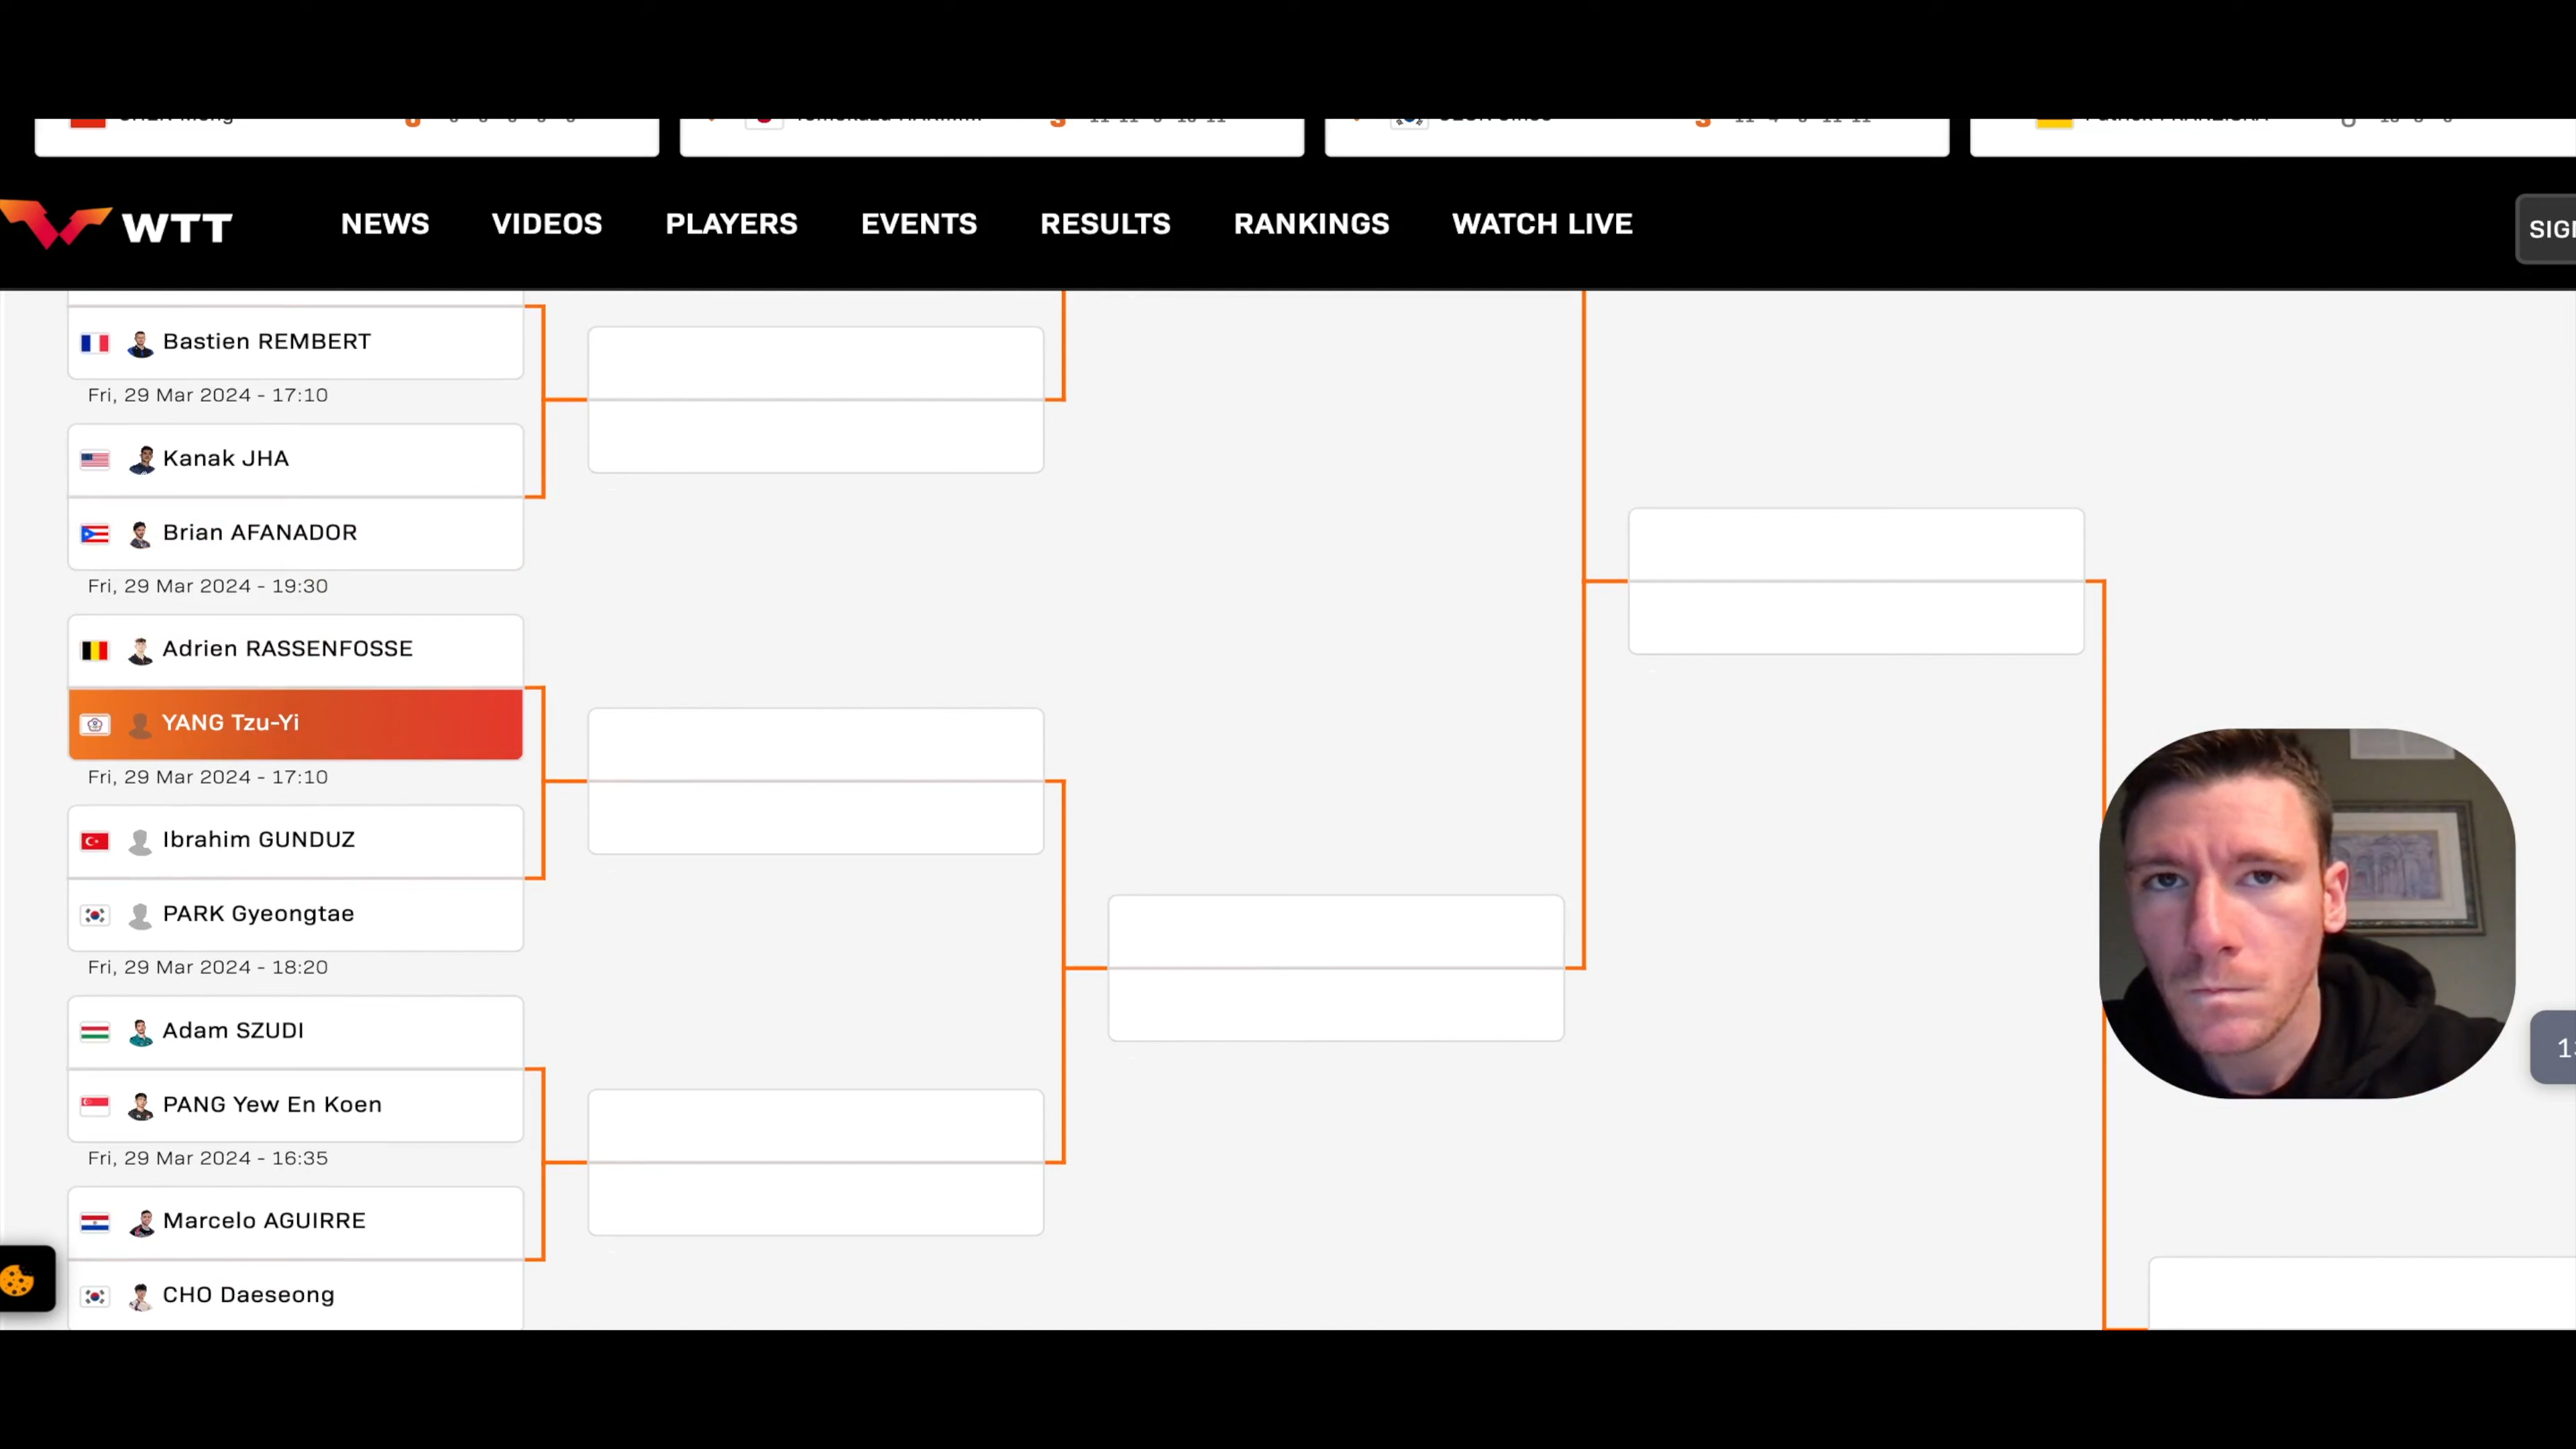 WTT
NEWS
VIDEOS
PLAYERS
EVENTS
RESULTS
RANKINGS
WATCH LIVE
Bastien REMBERT
Fri, 29 Mar 2024 - 17:10
Kanak JHA
Brian AFANADOR
Fri, 29 Mar 2024 - 19:30
Adrien RASSENFOSSE
YANG Tzu-Yi
Fri, 29 Mar 2024 - 17:10
Ibrahim GUNDUZ
PARK Gyeongtae
Fri, 29 Mar 2024 - 18:20
Adam SZUDI
PANG Yew En Koen
Fri, 29 Mar 2024 - 16:35
Marcelo AGUIRRE
CHO Daeseong